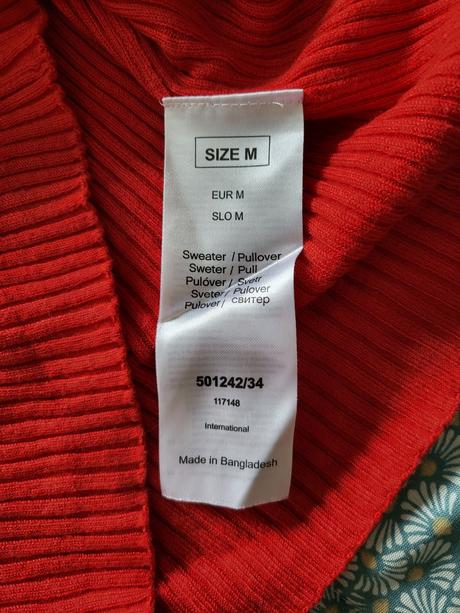 SIZE M
EUR M
SLO M
Sweater / Pullover
Sweter / Pull
Pulóver / Svetr
Sveter/ Pulover
Pulover/ свитер
501242/34
117148
International
Made in Bangladesh